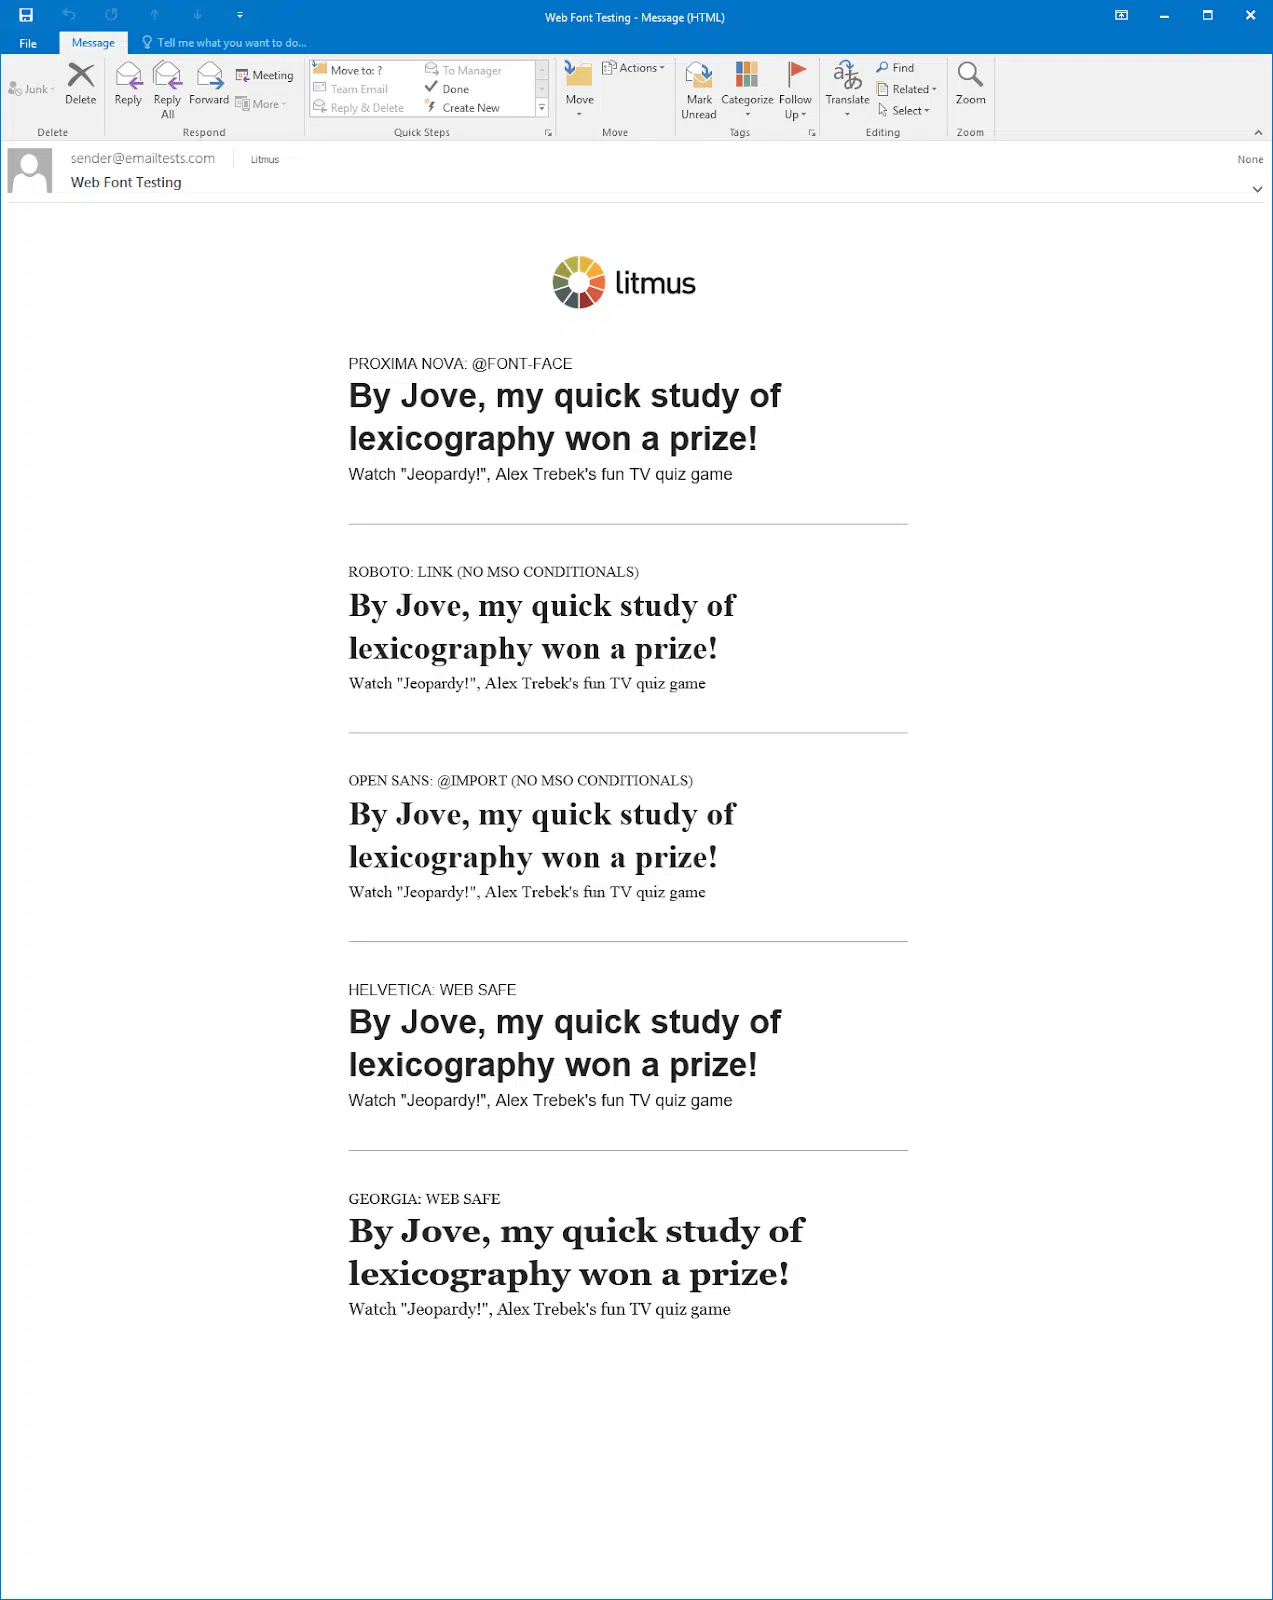 Web Font Testing - Message (HTML)
File
Message
Tell me what you want to do...
Junk
Delete
Reply
Reply All
Forward
Meeting
More
Move to: ?
Team Email
Reply & Delete
To Manager
Done
Create New
Move
Actions
Mark Unread
Categorize
Follow Up
Translate
Find
Related
Select
Zoom
Delete
Respond
Quick Steps
Move
Tags
Editing
Zoom
sender@emailtests.com
Litmus
None
Web Font Testing
litmus
PROXIMA NOVA: @FONT-FACE
By Jove, my quick study of
lexicography won a prize!
Watch "Jeopardy!", Alex Trebek's fun TV quiz game
ROBOTO: LINK (NO MSO CONDITIONALS)
By Jove, my quick study of
lexicography won a prize!
Watch "Jeopardy!", Alex Trebek's fun TV quiz game
OPEN SANS: @IMPORT (NO MSO CONDITIONALS)
By Jove, my quick study of
lexicography won a prize!
Watch "Jeopardy!", Alex Trebek's fun TV quiz game
HELVETICA: WEB SAFE
By Jove, my quick study of
lexicography won a prize!
Watch "Jeopardy!", Alex Trebek's fun TV quiz game
GEORGIA: WEB SAFE
By Jove, my quick study of
lexicography won a prize!
Watch "Jeopardy!", Alex Trebek's fun TV quiz game